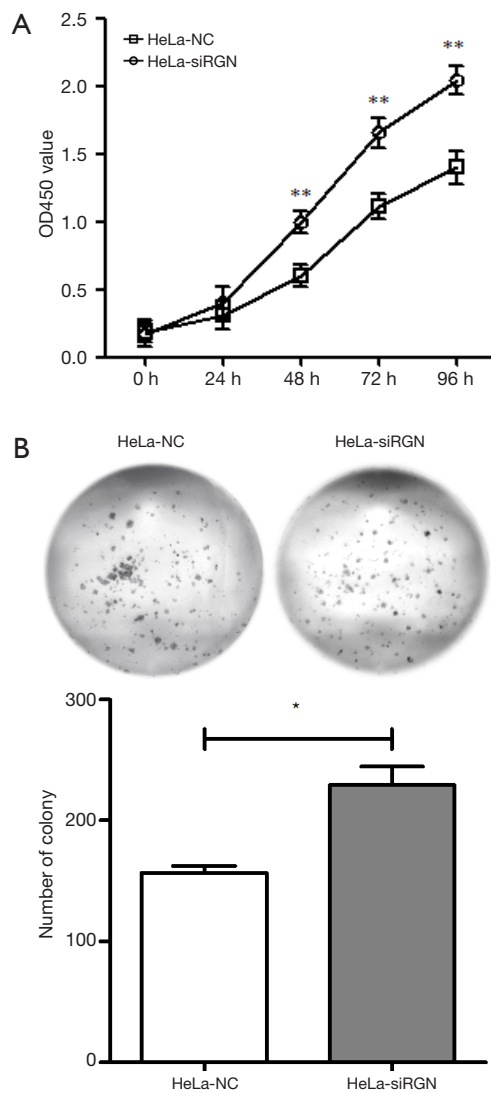 A
2.5
2.0
1.5
1.0
0.5
0.0
OD450 value
HeLa-NC
HeLa-siRGN
**
**
**
0 h 24 h 48 h 72 h 96 h
B
HeLa-NC HeLa-siRGN
300
200
100
0
Number of colony
*
HeLa-NC HeLa-siRGN